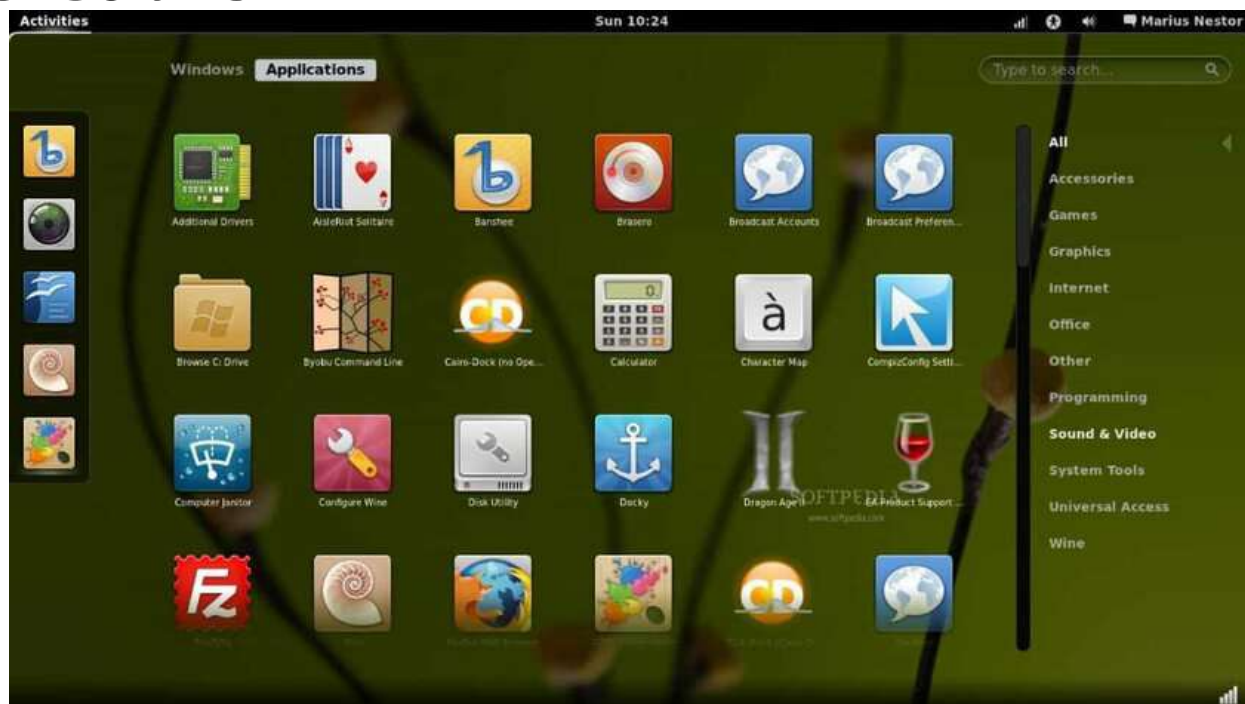 Activities
Sun 10:24
Marius Nestor
Windows
Applications
Type to search...
Additional Drivers
AisleRiot Solitaire
Banshee
Brasero
Broadcast Accounts
Broadcast Preferen...
Browse C: Drive
Byobu Command Line
Cairo-Dock (no Ope...
Calculator
Character Map
CompizConfig Setti...
Computer Janitor
Configure Wine
Disk Utility
Docky
Dragon Age II
EA Product Support ...
SOFTPEDIA
www.softpedia.com
All
Accessories
Games
Graphics
Internet
Office
Other
Programming
Sound & Video
System Tools
Universal Access
Wine